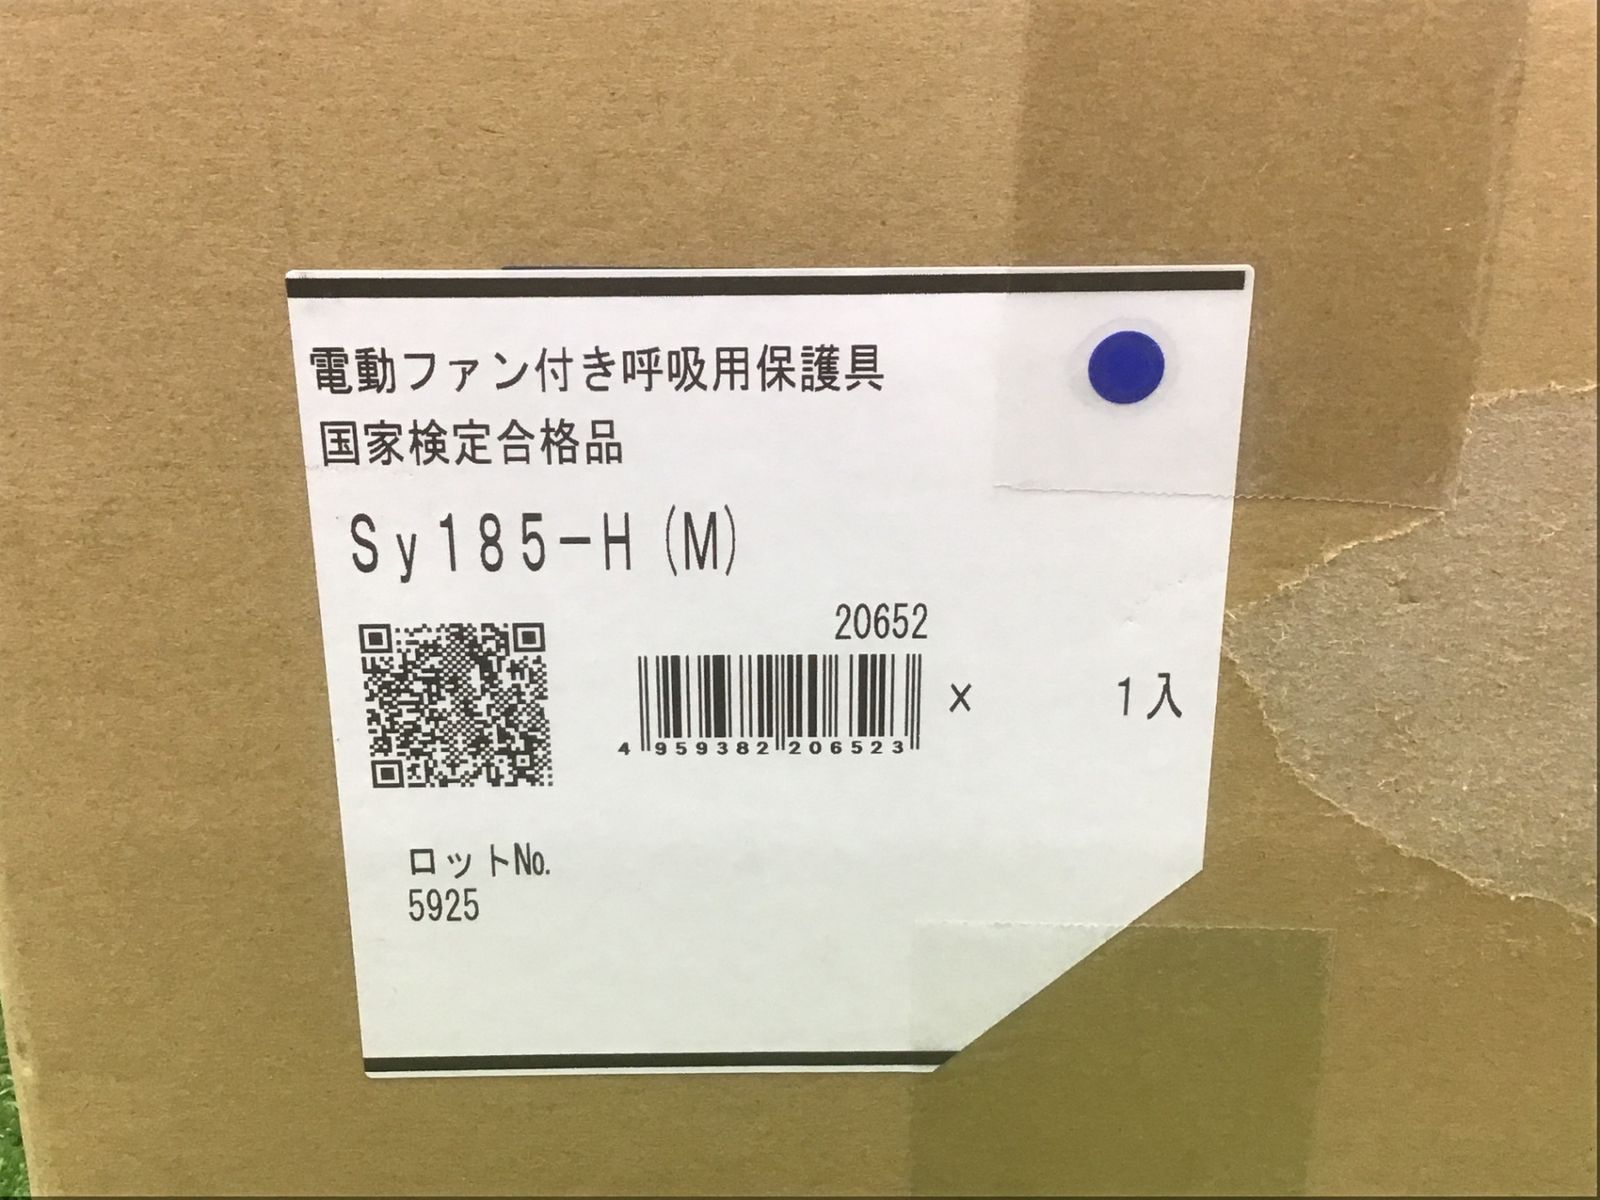 電動ファン付き呼吸用保護具
国家検定合格品
Sy185-H(M)
20652
4 959382 206523
× 1入
ロットNo.
5925